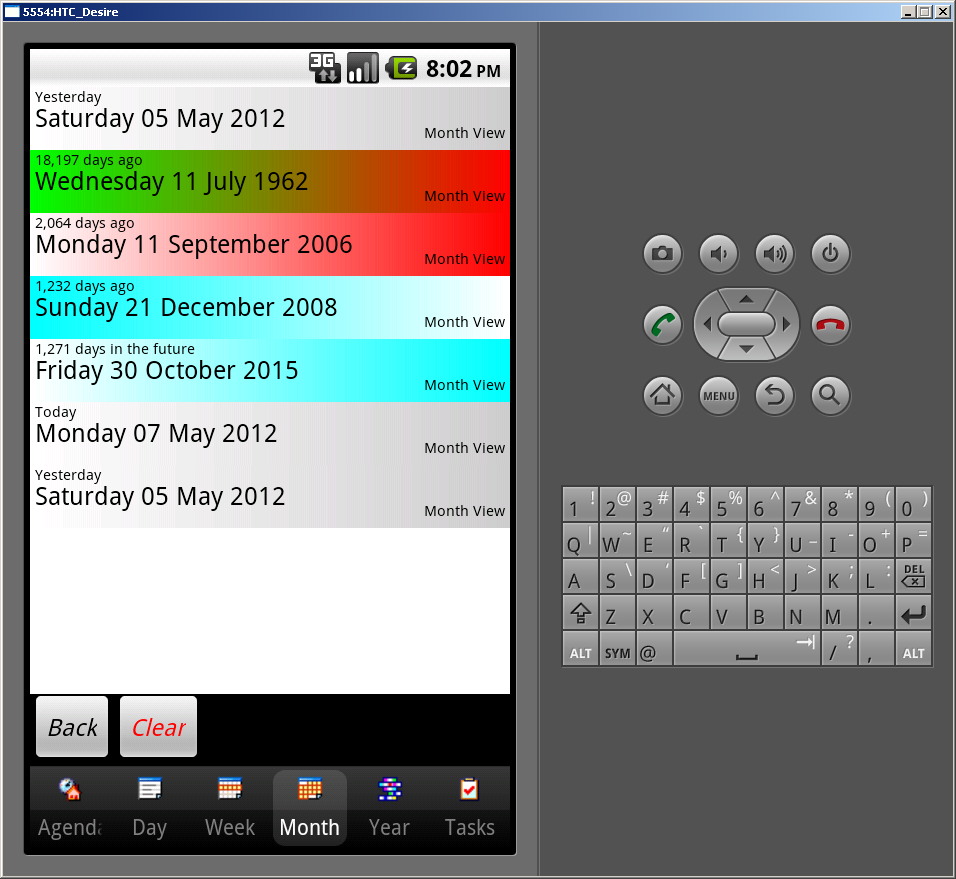 5554:HTC_Desire
3G 8:02 PM
Yesterday
Saturday 05 May 2012
Month View
18,197 days ago
Wednesday 11 July 1962
Month View
2,064 days ago
Monday 11 September 2006
Month View
1,232 days ago
Sunday 21 December 2008
Month View
1,271 days in the future
Friday 30 October 2015
Month View
Today
Monday 07 May 2012
Month View
Yesterday
Saturday 05 May 2012
Month View
Back Clear
Agenda Day Week Month Year Tasks
MENU
1 ! 2 @ 3 # 4 $ 5 % 6 ^ 7 & 8 * 9 ( 0 )
Q | W ~ E “ R ` T { Y } U _ I - O + P =
A S \ D ‘ F [ G ] H < J > K ; L : DEL
Z X C V B N M .
ALT SYM @ / ? , ALT